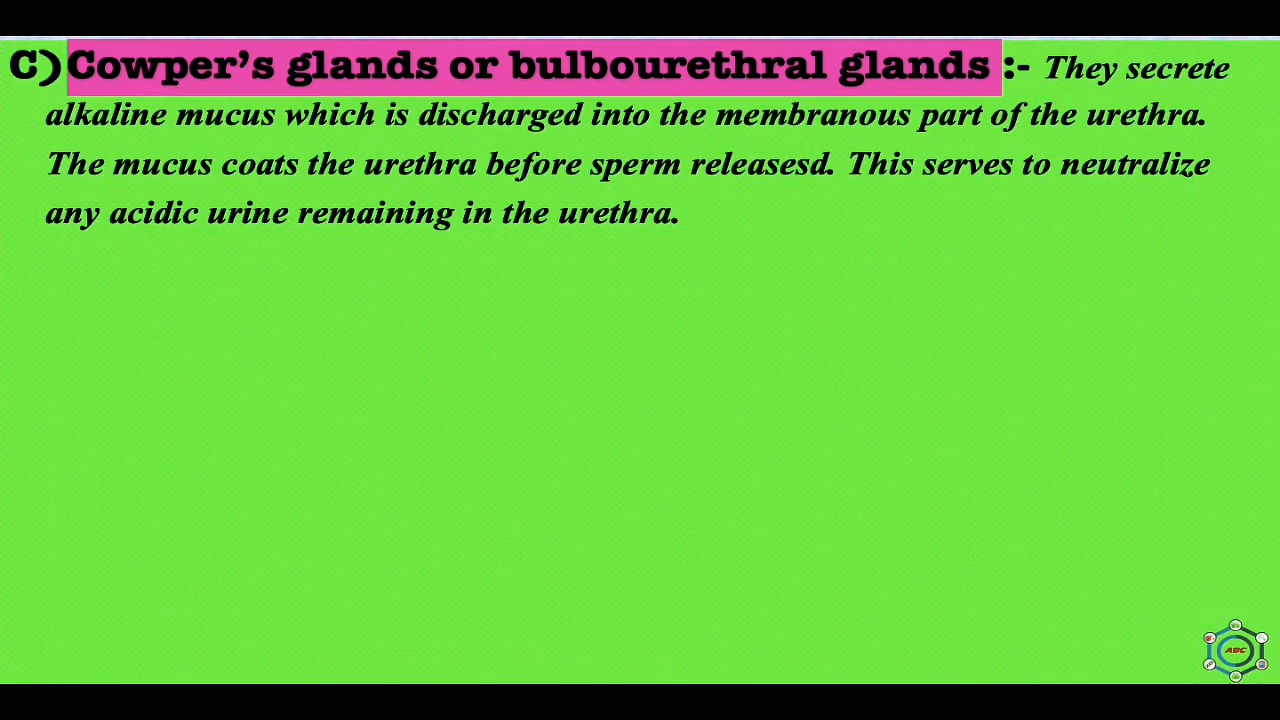 C) Cowper’s glands or bulbourethral glands :- They secrete
alkaline mucus which is discharged into the membranous part of the urethra.
The mucus coats the urethra before sperm releasesd. This serves to neutralize
any acidic urine remaining in the urethra.
ABC